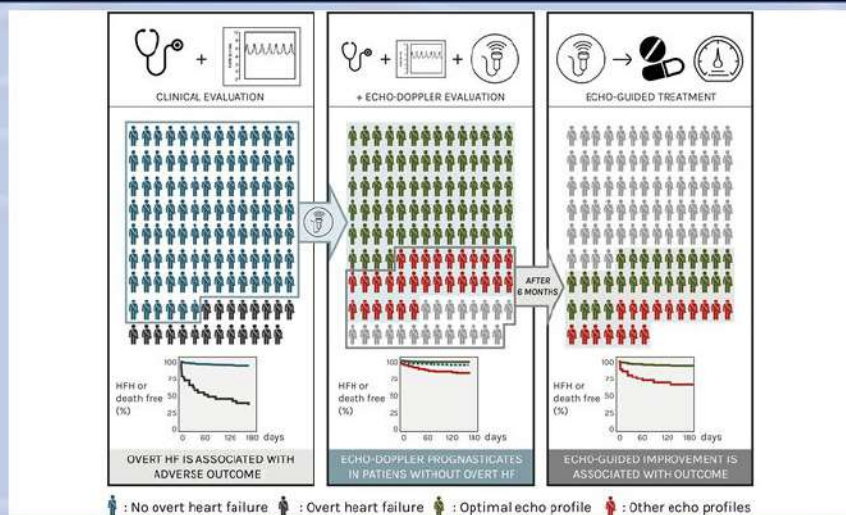 CLINICAL EVALUATION
+ ECHO-DOPPLER EVALUATION
ECHO-GUIDED TREATMENT
AFTER
6 MONTHS
HFH or
death free
(%)
100
75
50
25
0
0 60 120 180 days
HFH or
death free
(%)
100
75
50
25
0
0 60 120 180 days
HFH or
death free
(%)
100
75
50
25
0
0 60 120 180 days
OVERT HF IS ASSOCIATED WITH
ADVERSE OUTCOME
ECHO-DOPPLER PROGNOSTICATES
IN PATIENS WITHOUT OVERT HF
ECHO-GUIDED IMPROVEMENT IS
ASSOCIATED WITH OUTCOME
: No overt heart failure : Overt heart failure : Optimal echo profile : Other echo profiles